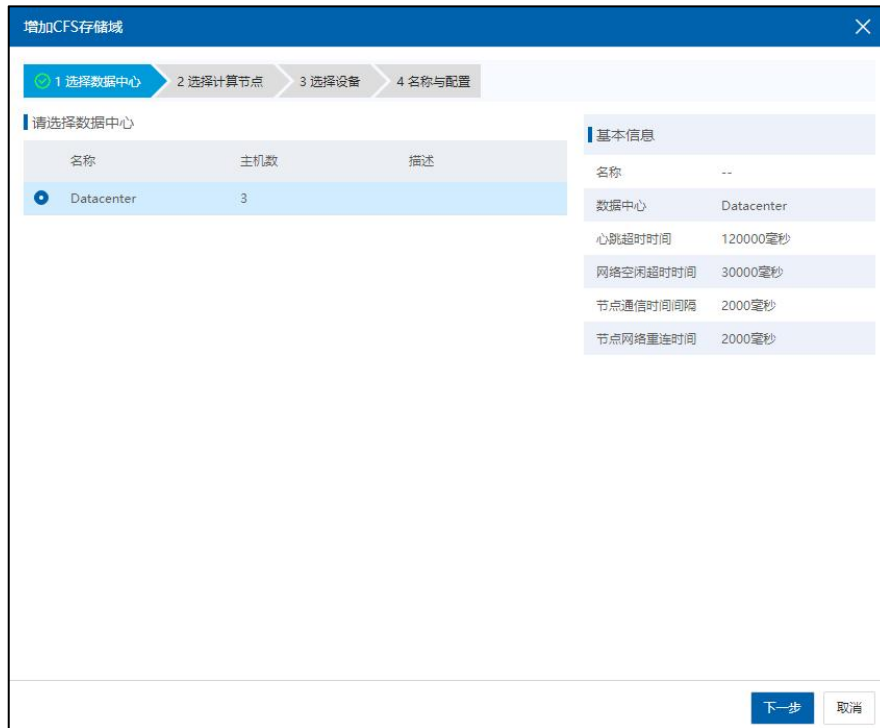 增加CFS存储域
1 选择数据中心 2 选择计算节点 3 选择设备 4 名称与配置
请选择数据中心
名称 主机数 描述
Datacenter 3
基本信息
名称 --
数据中心 Datacenter
心跳超时时间 120000毫秒
网络空闲超时时间 30000毫秒
节点通信时间间隔 2000毫秒
节点网络重连时间 2000毫秒
下一步 取消